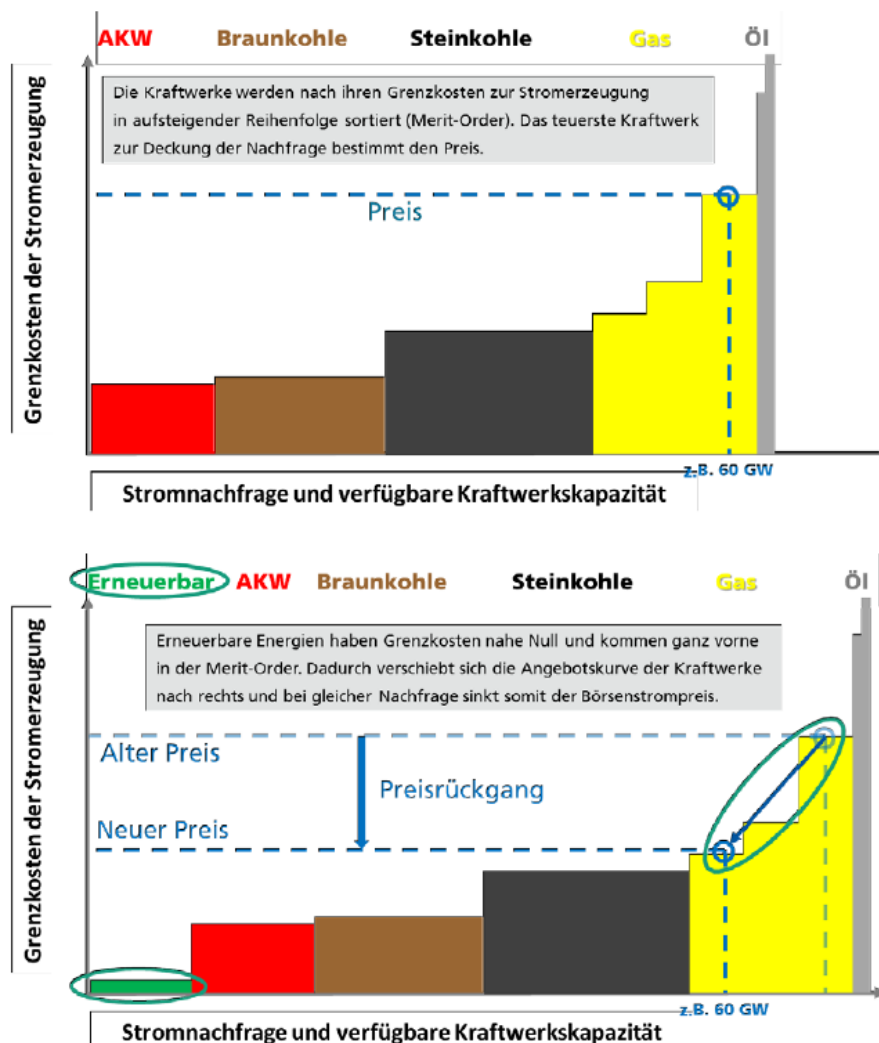 AKW Braunkohle Steinkohle Gas Öl
Grenzkosten der Stromerzeugung
Die Kraftwerke werden nach ihren Grenzkosten zur Stromerzeugung
in aufsteigender Reihenfolge sortiert (Merit-Order). Das teuerste Kraftwerk
zur Deckung der Nachfrage bestimmt den Preis.
Preis
z.B. 60 GW
Stromnachfrage und verfügbare Kraftwerkskapazität
Erneuerbar AKW Braunkohle Steinkohle Gas Öl
Grenzkosten der Stromerzeugung
Erneuerbare Energien haben Grenzkosten nahe Null und kommen ganz vorne
in der Merit-Order. Dadurch verschiebt sich die Angebotskurve der Kraftwerke
nach rechts und bei gleicher Nachfrage sinkt somit der Börsenstrompreis.
Alter Preis
Preisrückgang
Neuer Preis
z.B. 60 GW
Stromnachfrage und verfügbare Kraftwerkskapazität